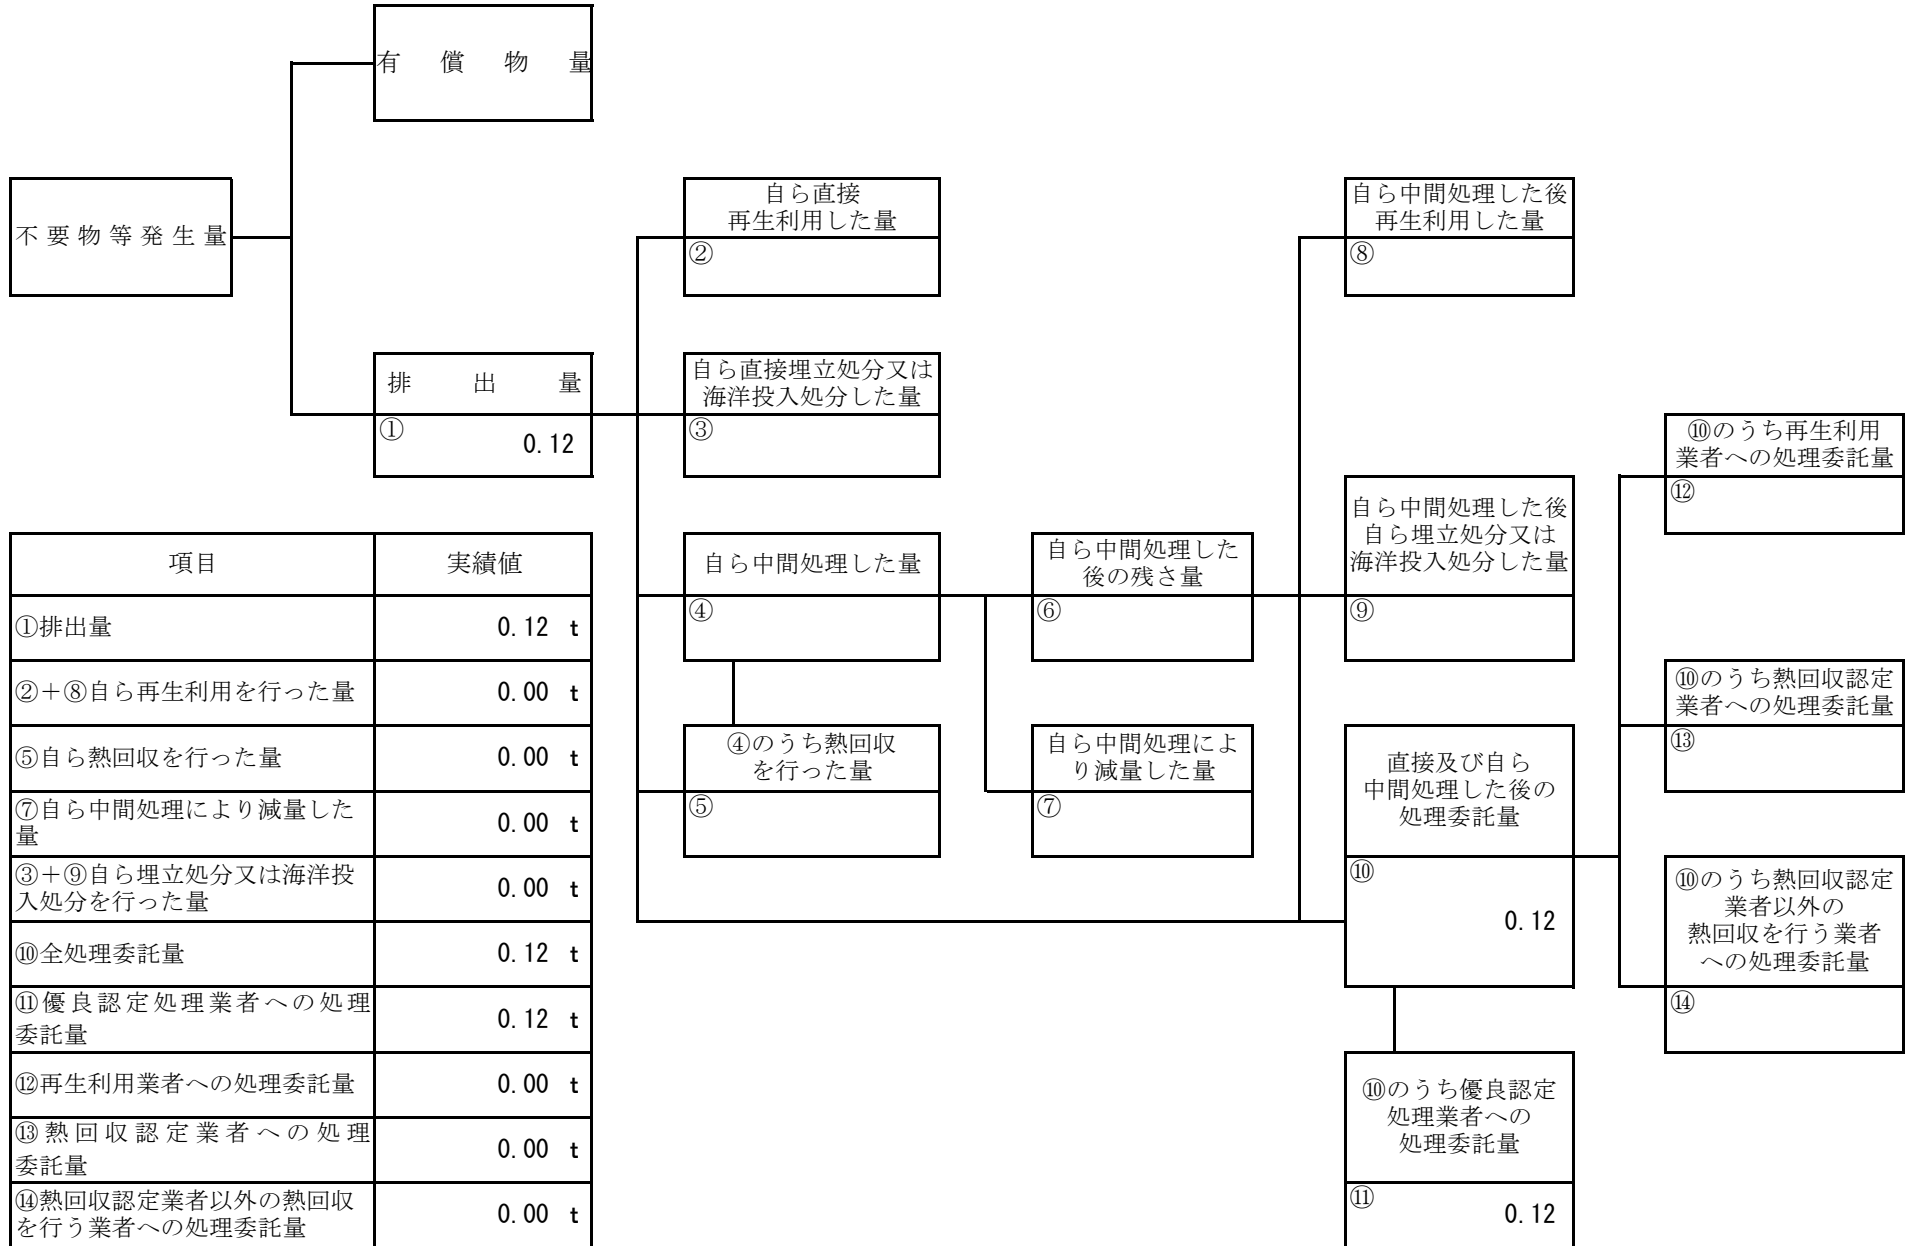 有償物量
不要物等発生量
排出量
①
0.12
自ら直接
再生利用した量
②
自ら直接埋立処分又は
海洋投入処分した量
③
自ら中間処理した量
④
④のうち熱回収
を行った量
⑤
自ら中間処理した
後の残さ量
⑥
自ら中間処理によ
り減量した量
⑦
自ら中間処理した後
再生利用した量
⑧
自ら中間処理した後
自ら埋立処分又は
海洋投入処分した量
⑨
直接及び自ら
中間処理した後の
処理委託量
⑩
0.12
⑩のうち優良認定
処理業者への
処理委託量
⑪
0.12
⑩のうち再生利用
業者への処理委託量
⑫
⑩のうち熱回収認定
業者への処理委託量
⑬
⑩のうち熱回収認定
業者以外の
熱回収を行う業者
への処理委託量
⑭
項目 実績値
①排出量 0.12 t
②+⑧自ら再生利用を行った量 0.00 t
⑤自ら熱回収を行った量 0.00 t
⑦自ら中間処理により減量した
量 0.00 t
③+⑨自ら埋立処分又は海洋投
入処分を行った量 0.00 t
⑩全処理委託量 0.12 t
⑪優良認定処理業者への処理
委託量 0.12 t
⑫再生利用業者への処理委託量 0.00 t
⑬熱回収認定業者への処理
委託量 0.00 t
⑭熱回収認定業者以外の熱回収
を行う業者への処理委託量 0.00 t